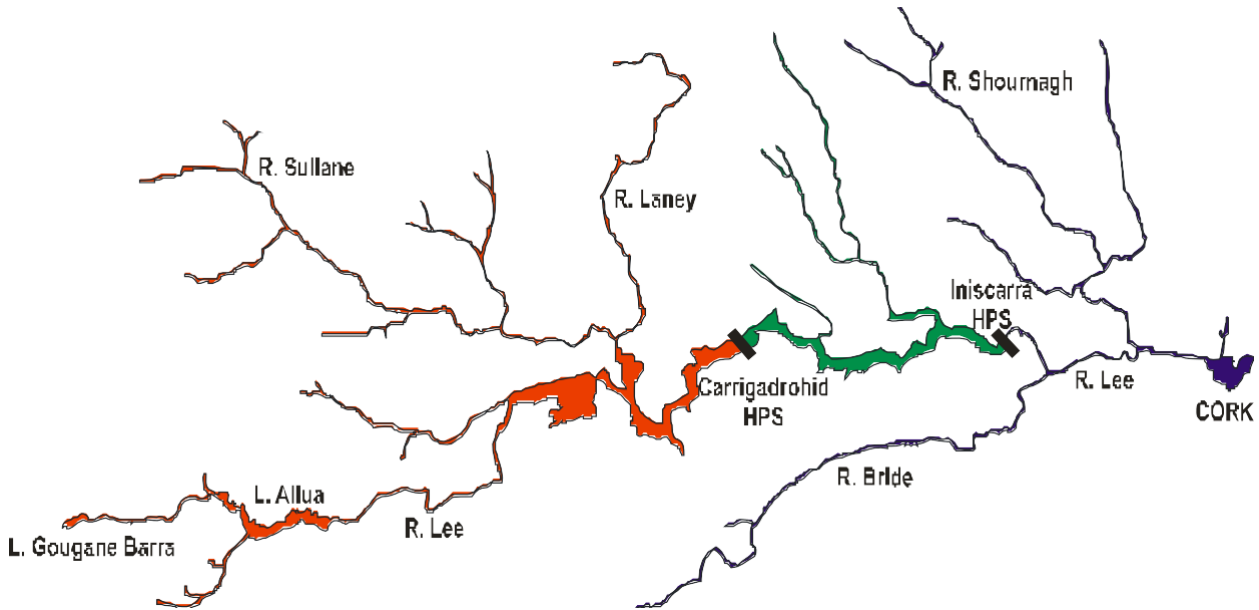 R. Shournagh
R. Sullane
R. Laney
Iniscarra
HPS
R. Lee
Carrigadrohid
HPS
CORK
R. Bride
L. Allua
R. Lee
L. Gougane Barra